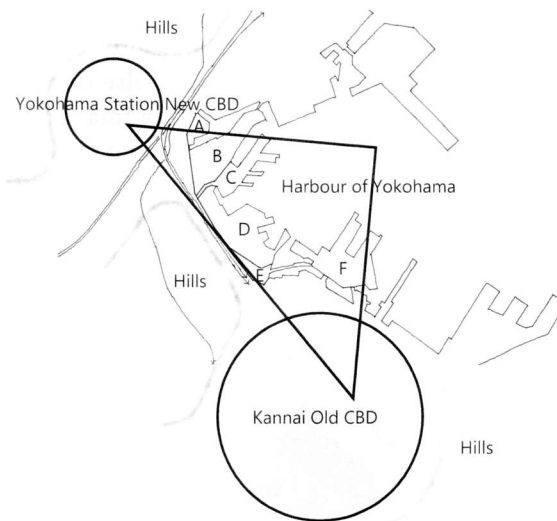 Hills
Yokohama Station New CBD
A
B
C
Harbour of Yokohama
D
E
F
Hills
Kannai Old CBD
Hills